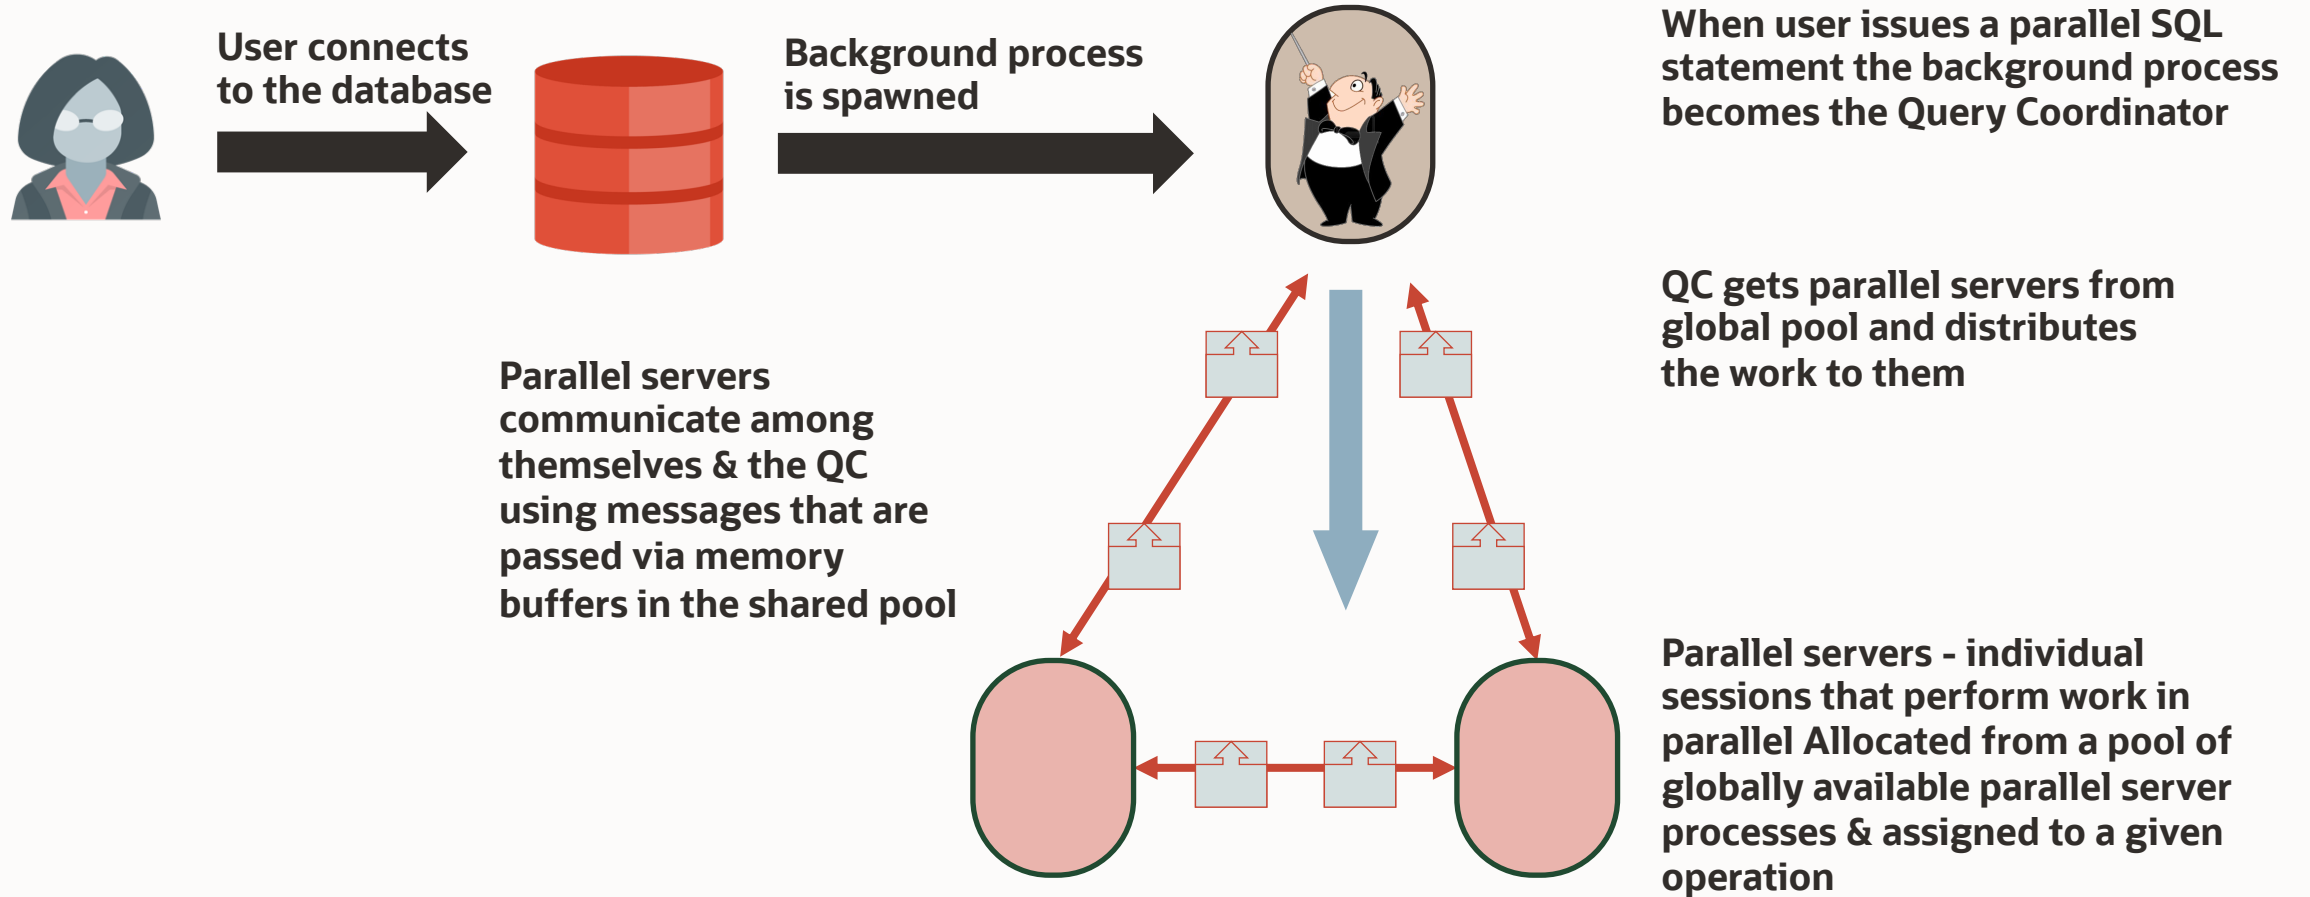 User connects
to the database
Background process
is spawned
When user issues a parallel SQL
statement the background process
becomes the Query Coordinator
QC gets parallel servers from
global pool and distributes
the work to them
Parallel servers
communicate among
themselves & the QC
using messages that are
passed via memory
buffers in the shared pool
Parallel servers - individual
sessions that perform work in
parallel Allocated from a pool of
globally available parallel server
processes & assigned to a given
operation